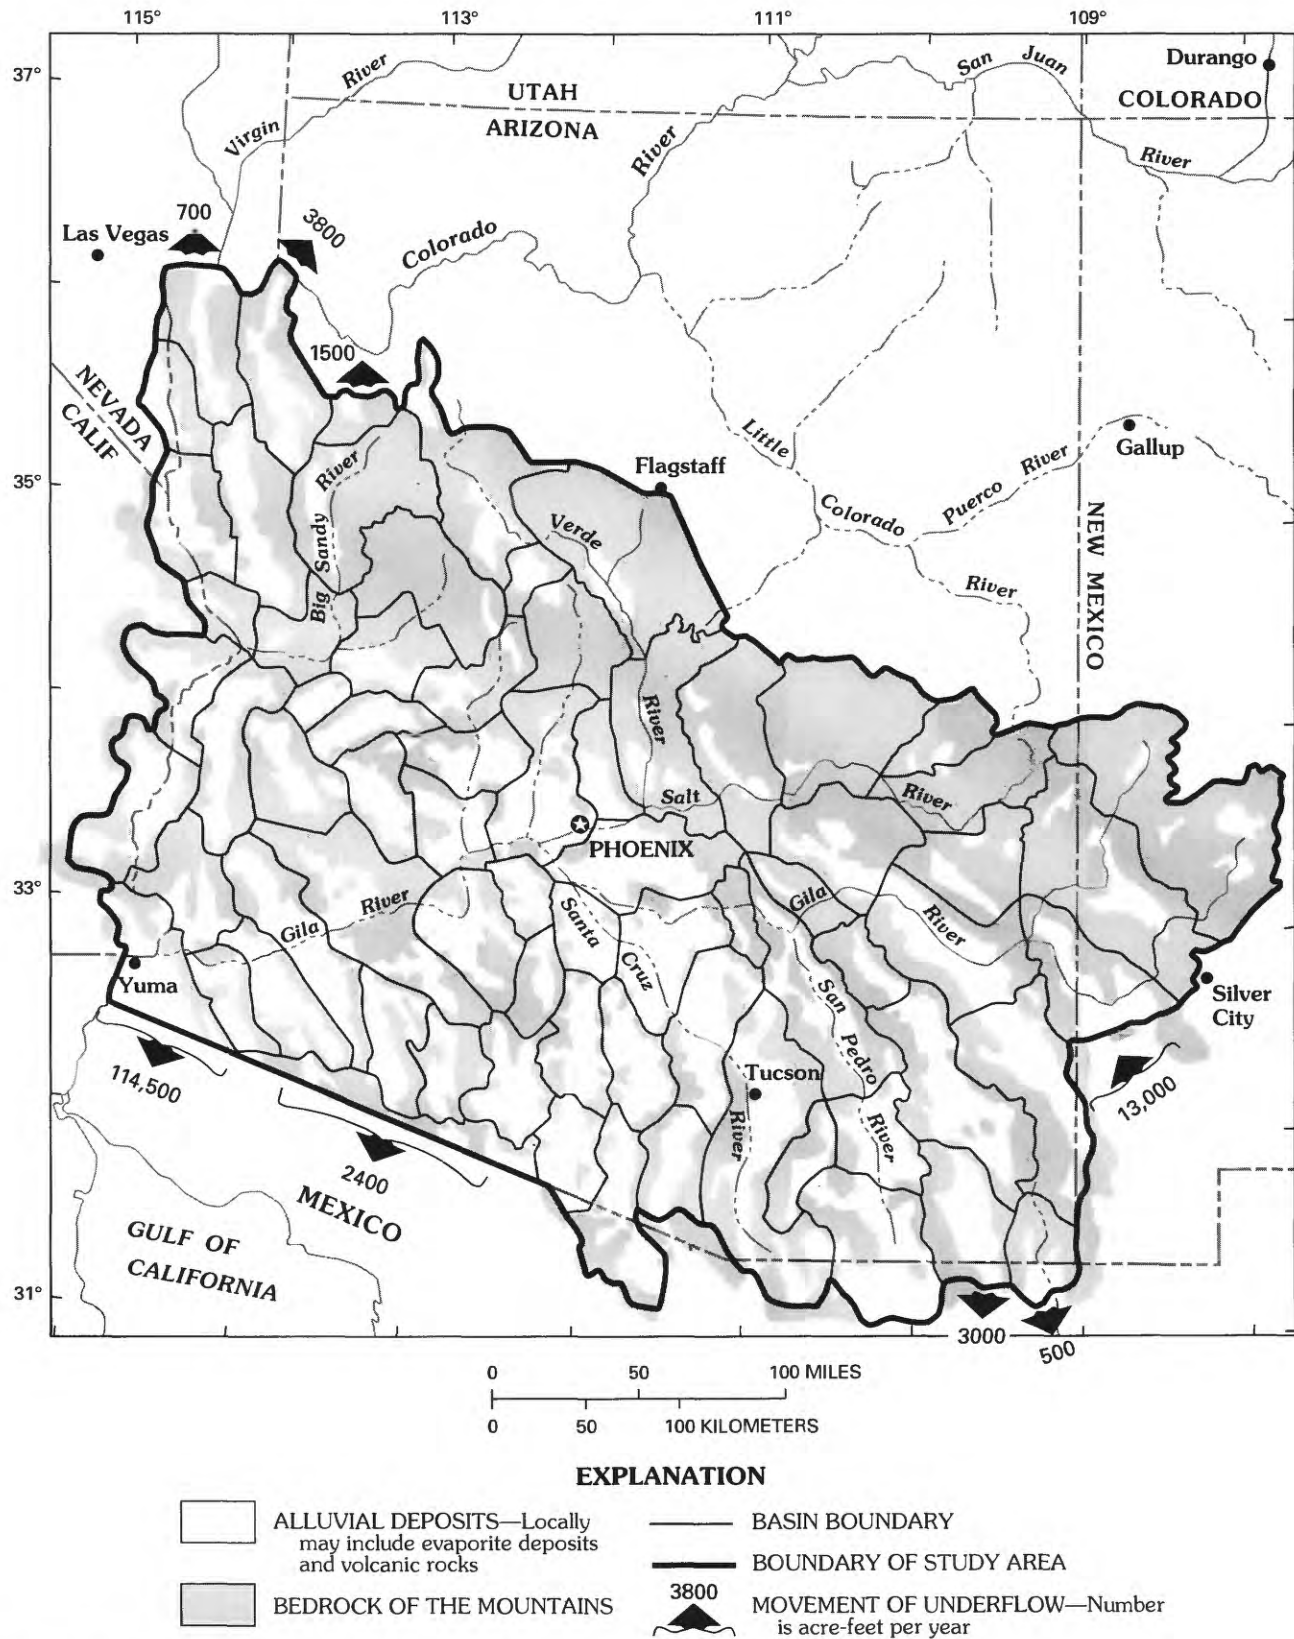 115°
113°
111°
109°
37°
35°
33°
31°
Virgin
River
UTAH
ARIZONA
River
San
Juan
River
Durango
COLORADO
Las Vegas
700
3800
Colorado
1500
NEVADA
CALIF
Big Sandy River
Flagstaff
Verde
River
Little
Colorado
River
Puerco River
Gallup
NEW MEXICO
Salt
River
PHOENIX
Gila River
Santa
Cruz
River
Gila
River
San
Pedro
River
Yuma
Tucson
Silver
City
114,500
2400
13,000
MEXICO
GULF OF
CALIFORNIA
3000
500
0 50 100 MILES
0 50 100 KILOMETERS
EXPLANATION
ALLUVIAL DEPOSITS—Locally
may include evaporite deposits
and volcanic rocks
BEDROCK OF THE MOUNTAINS
BASIN BOUNDARY
BOUNDARY OF STUDY AREA
3800
MOVEMENT OF UNDERFLOW—Number
is acre-feet per year